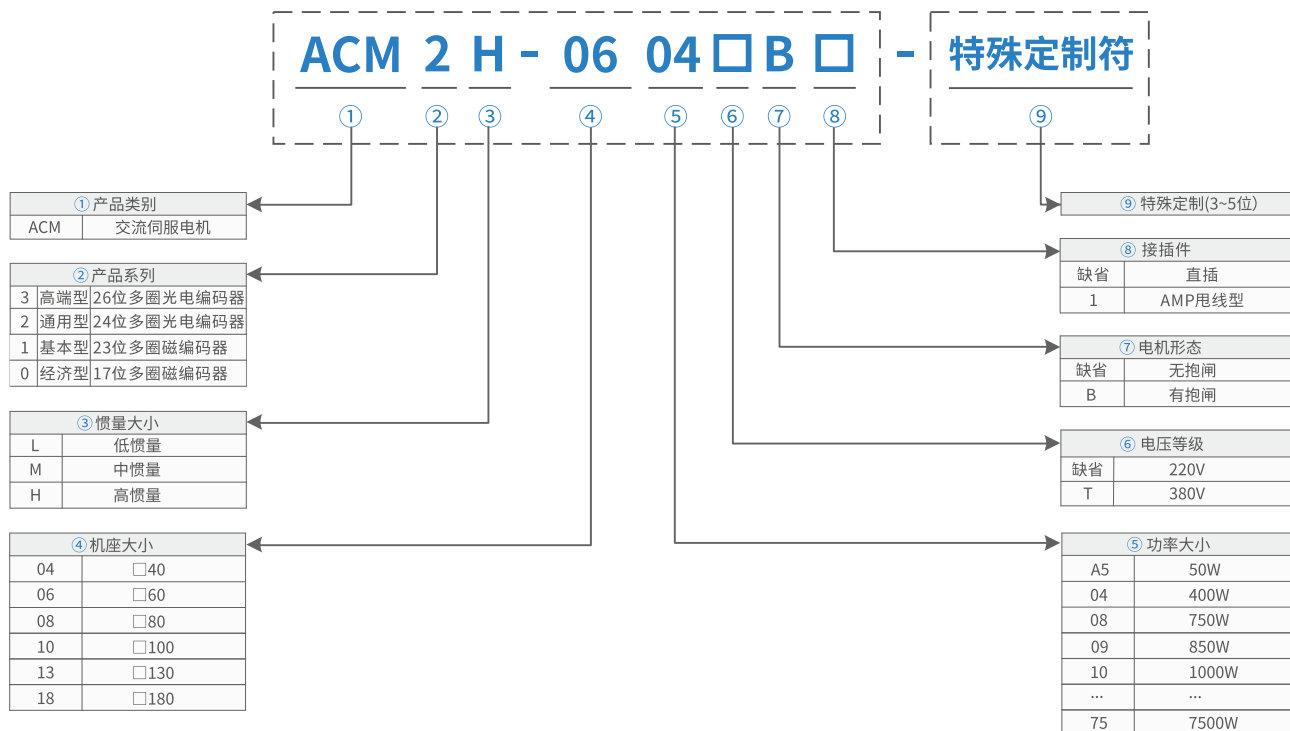 ACM 2 H - 06 04 □ B □ - 特殊定制符
① ② ③ ④ ⑤ ⑥ ⑦ ⑧ ⑨
① 产品类别
ACM 交流伺服电机
② 产品系列
3 高端型 26位多圈光电编码器
2 通用型 24位多圈光电编码器
1 基本型 23位多圈磁编码器
0 经济型 17位多圈磁编码器
③ 惯量大小
L 低惯量
M 中惯量
H 高惯量
④ 机座大小
04 □40
06 □60
08 □80
10 □100
13 □130
18 □180
⑨ 特殊定制(3~5位）
⑧ 接插件
缺省 直插
1 AMP甩线型
⑦ 电机形态
缺省 无抱闸
B 有抱闸
⑥ 电压等级
缺省 220V
T 380V
⑤ 功率大小
A5 50W
04 400W
08 750W
09 850W
10 1000W
... ...
75 7500W